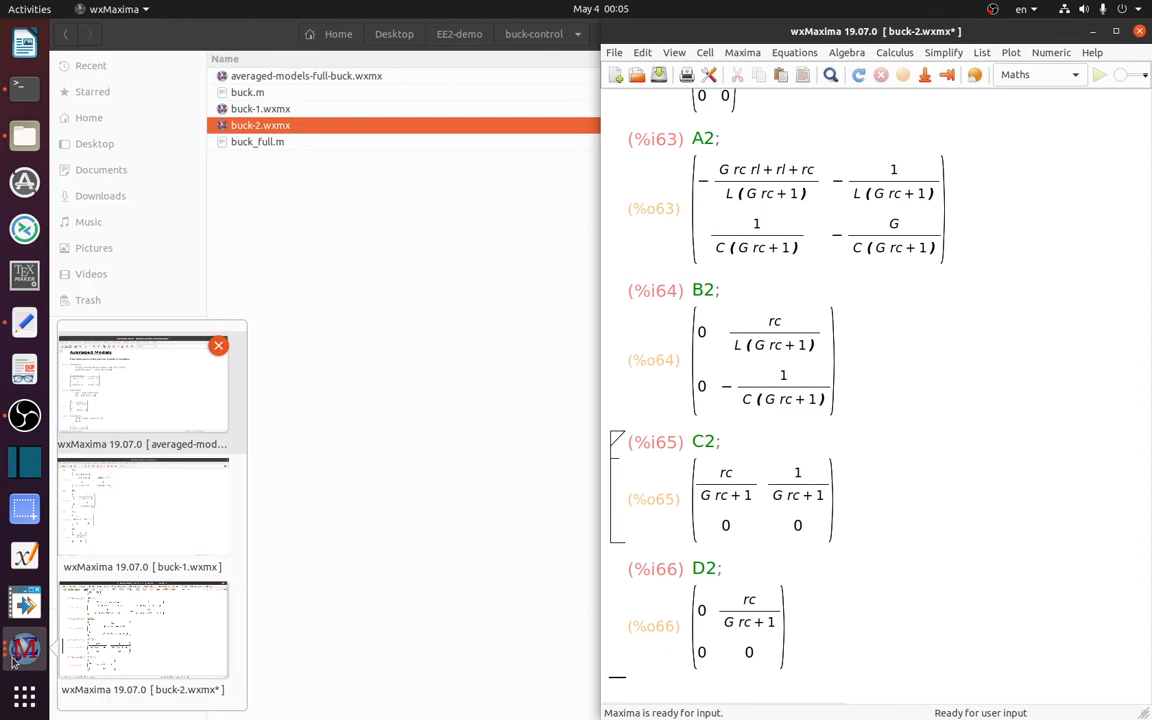 Activities
wxMaxima
May 4 00:05
en
Home
Desktop
EE2-demo
buck-control
Name
Recent
Starred
Home
Desktop
Documents
Downloads
Music
Pictures
Videos
Trash
averaged-models-full-buck.wxmx
buck.m
buck-1.wxmx
buck-2.wxmx
buck_full.m
Averaged Models
wxMaxima 19.07.0 [ averaged-mod...
wxMaxima 19.07.0 [ buck-1.wxmx ]
wxMaxima 19.07.0 [ buck-2.wxmx* ]
TEX
MAKER
wxMaxima 19.07.0 [ buck-2.wxmx* ]
File Edit View Cell Maxima Equations Algebra Calculus Simplify List Plot Numeric Help
Maths
0 0
(%i63) A2;
G rc rl + rl + rc 1
(%o63) − −
L ( G rc + 1 ) L ( G rc + 1 )
1 G
−
C ( G rc + 1 ) C ( G rc + 1 )
(%i64) B2;
0 rc
L ( G rc + 1 )
(%o64)
0 − 1
C ( G rc + 1 )
(%i65) C2;
rc 1
G rc + 1 G rc + 1
(%o65)
0 0
(%i66) D2;
0 rc
G rc + 1
(%o66)
0 0
Maxima is ready for input.
Ready for user input